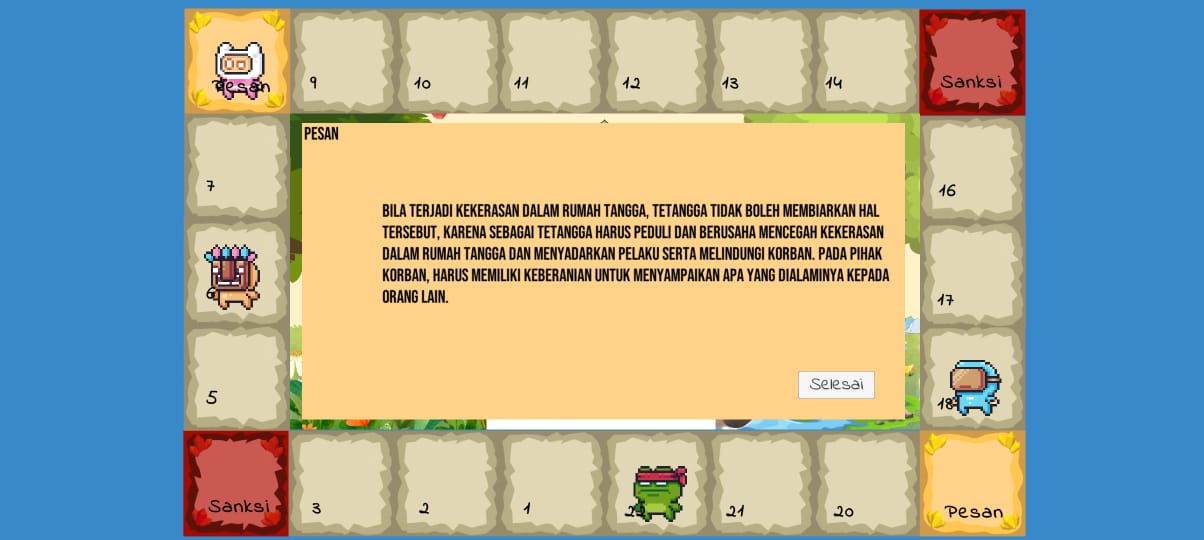 Pesan
9
10
11
12
13
14
Sanksi
PESAN
7
16
BILA TERJADI KEKERASAN DALAM RUMAH TANGGA, TETANGGA TIDAK BOLEH MEMBIARKAN HAL
TERSEBUT, KARENA SEBAGAI TETANGGA HARUS PEDULI DAN BERUSAHA MENCEGAH KEKERASAN
DALAM RUMAH TANGGA DAN MENYADARKAN PELAKU SERTA MELINDUNGI KORBAN. PADA PIHAK
KORBAN, HARUS MEMILIKI KEBERANIAN UNTUK MENYAMPAIKAN APA YANG DIALAMINYA KEPADA
ORANG LAIN.
17
Selesai
5
18
Sanksi
3
2
1
21
20
Pesan